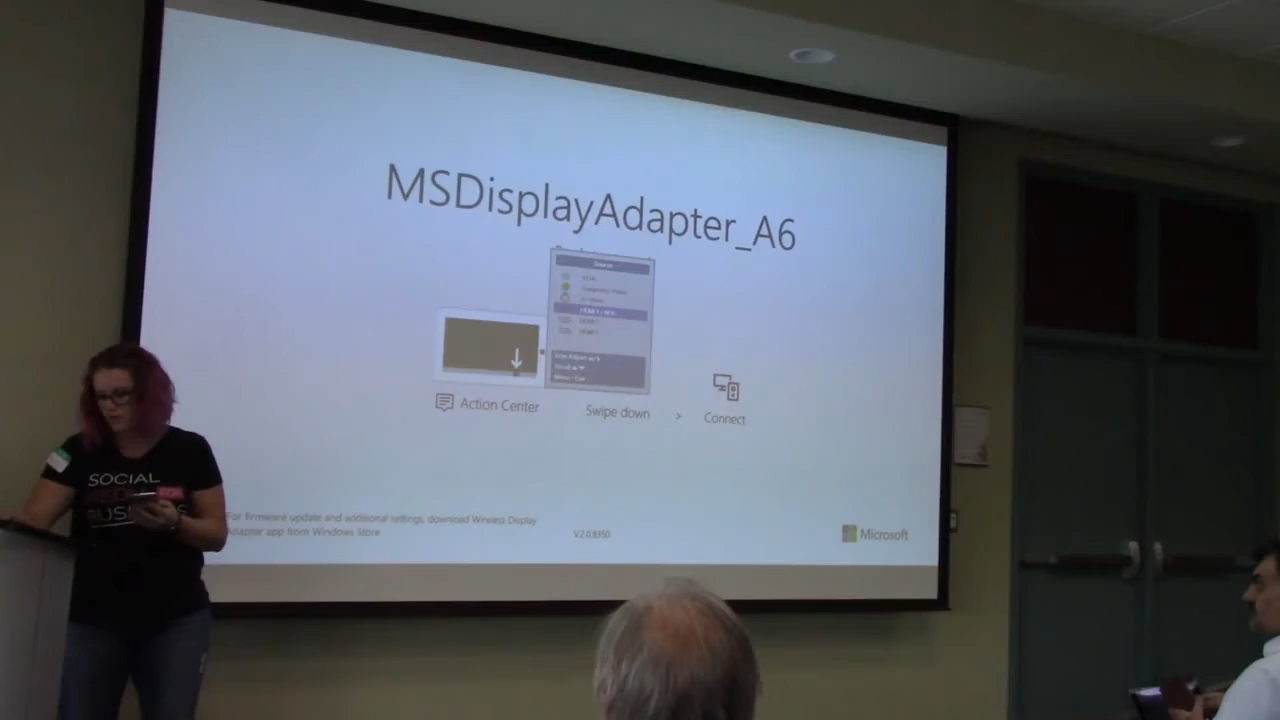 MSDisplayAdapter_A6
Source
Action Center
Swipe down
>
Connect
For firmware update and additional settings, download Wireless Display
Adapter app from Windows Store
V2.0.8350
Microsoft
SOCIAL